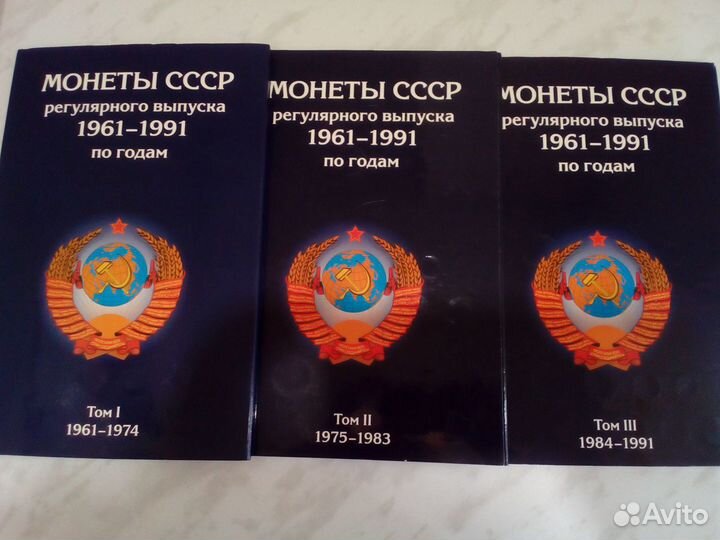 МОНЕТЫ СССР
регулярного выпуска
1961–1991
по годам
Том I
1961–1974
МОНЕТЫ СССР
регулярного выпуска
1961–1991
по годам
Том II
1975–1983
МОНЕТЫ СССР
регулярного выпуска
1961–1991
по годам
Том III
1984–1991
Avito